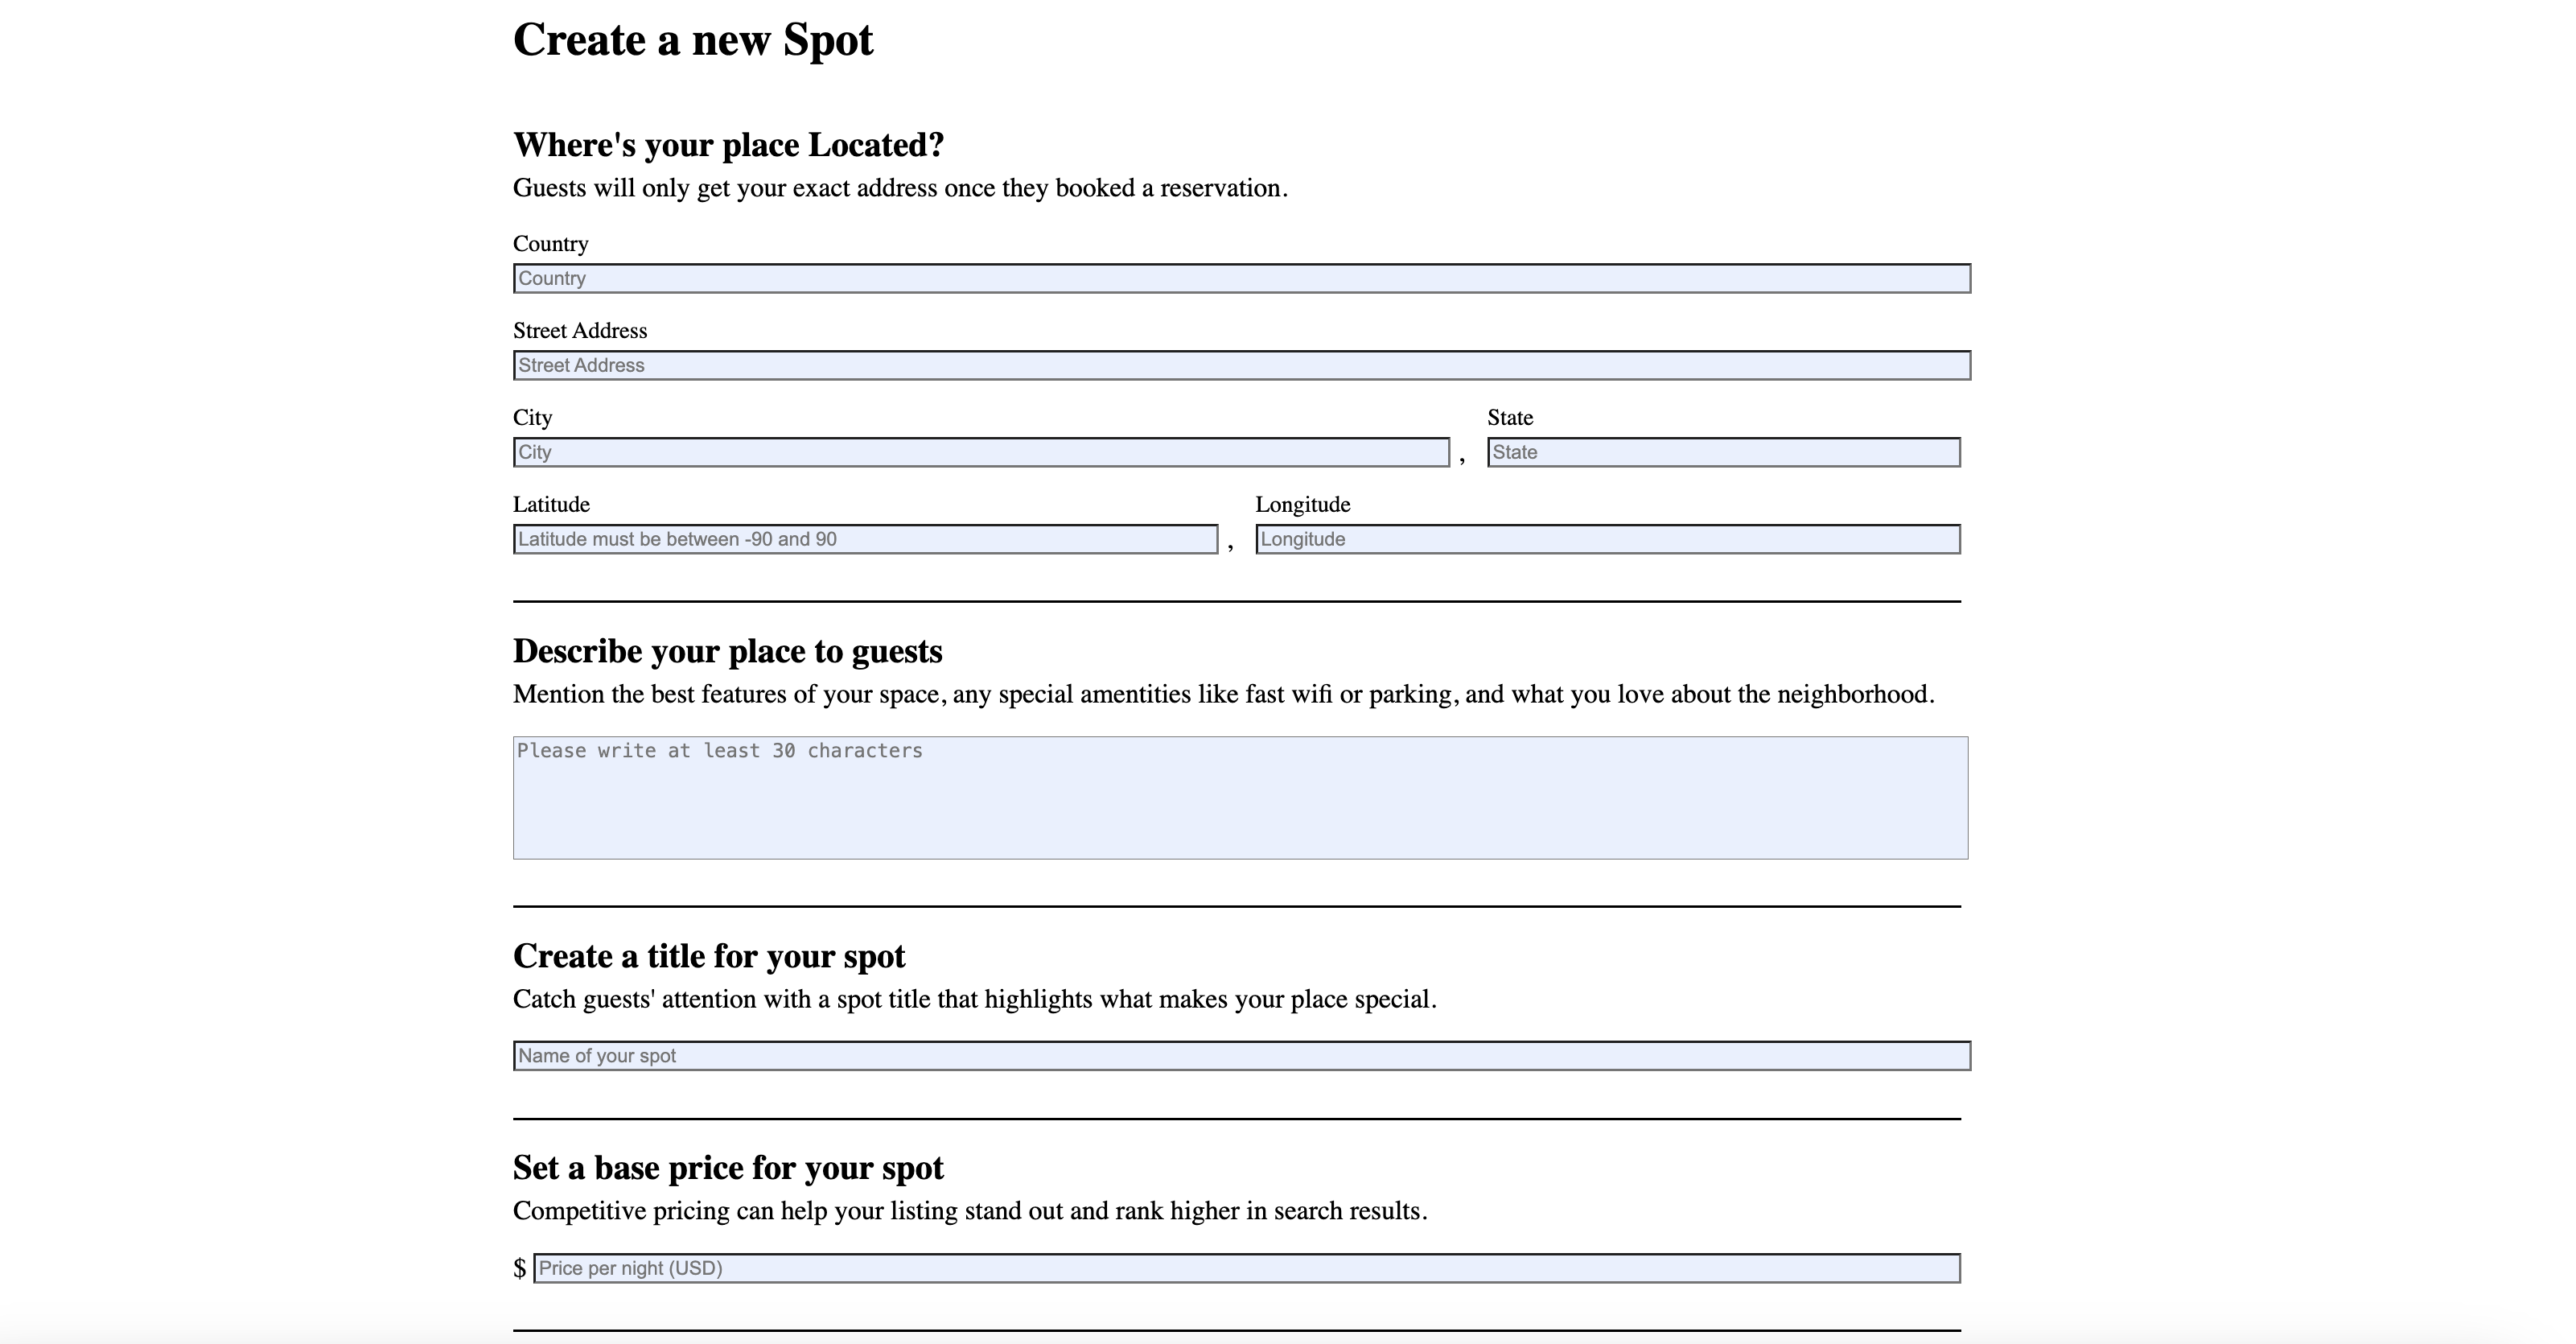 Create a new Spot
Where's your place Located?
Guests will only get your exact address once they booked a reservation.
Country
Country
Street Address
Street Address
City State
City , State
Latitude Longitude
Latitude must be between -90 and 90 , Longitude
Describe your place to guests
Mention the best features of your space, any special amentities like fast wifi or parking, and what you love about the neighborhood.
Please write at least 30 characters
Create a title for your spot
Catch guests' attention with a spot title that highlights what makes your place special.
Name of your spot
Set a base price for your spot
Competitive pricing can help your listing stand out and rank higher in search results.
$ Price per night (USD)